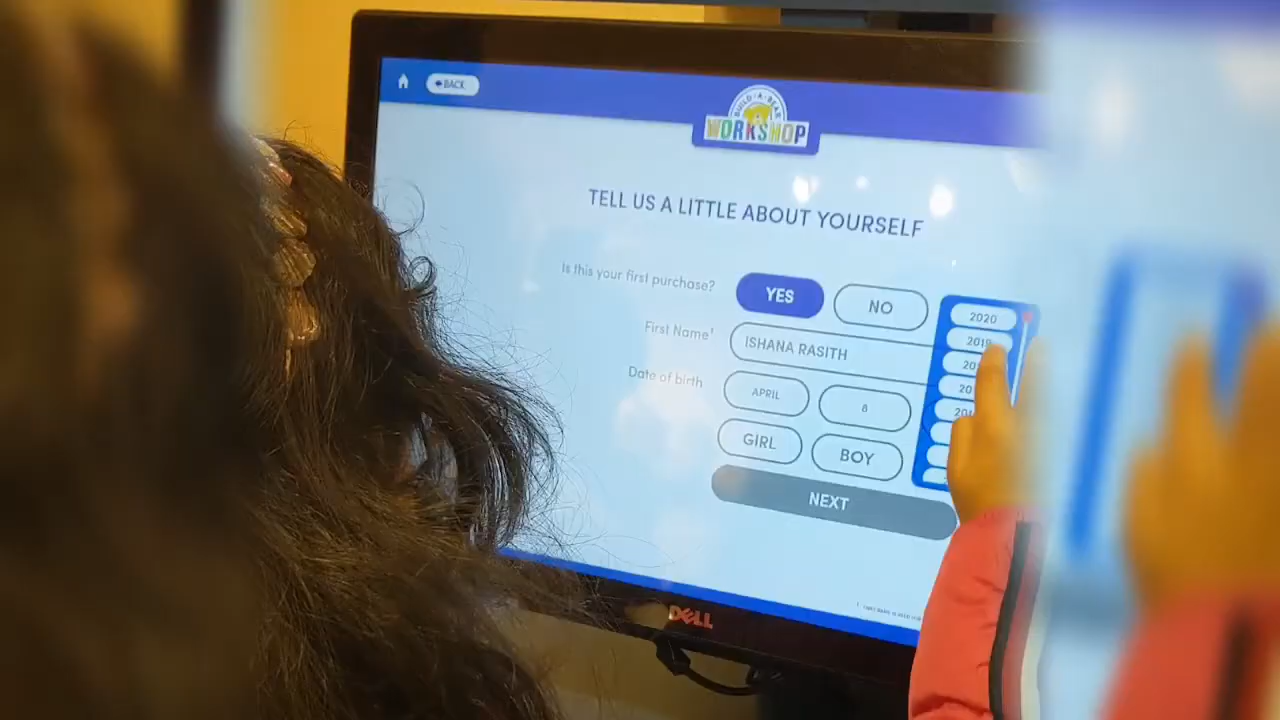 BACK
BUILD-A-BEAR
WORKSHOP
TELL US A LITTLE ABOUT YOURSELF
Is this your first purchase?
YES
NO
2020
First Name
ISHANA RASITH
2019
Date of birth
APRIL
8
GIRL
BOY
NEXT
DELL